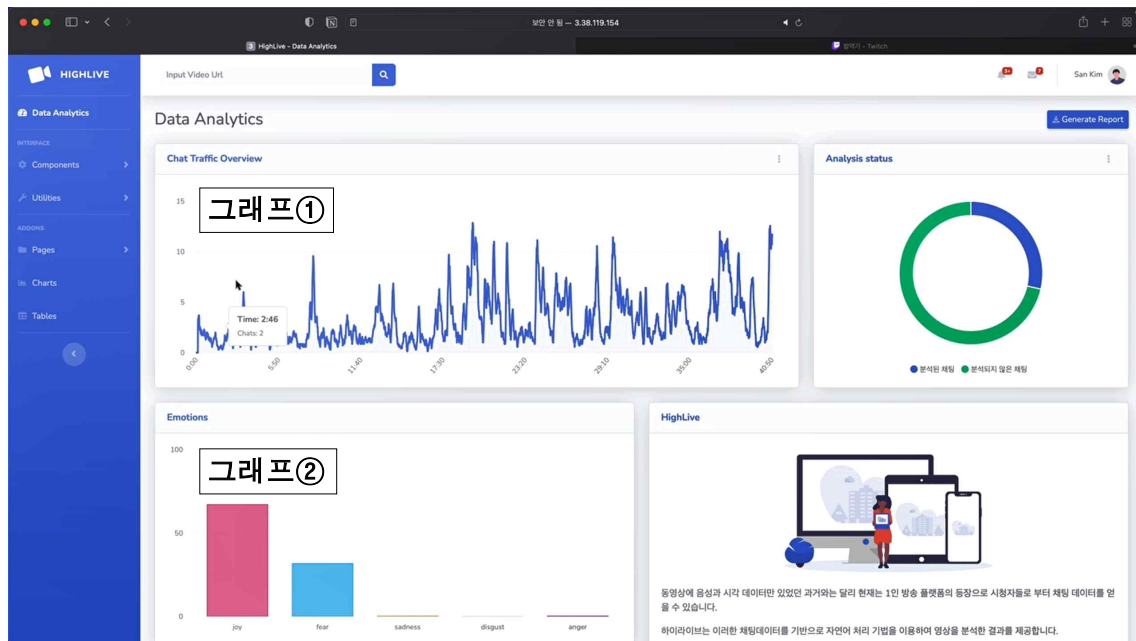 보안 안 됨 — 3.38.119.154
HighLive - Data Analytics
- Twitch
HIGHLIVE
Input Video Url
3+
7
San Kim
Data Analytics
INTERFACE
Components
Utilities
ADDONS
Pages
Charts
Tables
Data Analytics
Generate Report
Chat Traffic Overview
그래프①
15
10
5
0
Time: 2:46
Chats: 2
0:00
5:50
11:40
17:30
23:20
29:10
35:00
40:50
Analysis status
분석된 채팅
분석되지 않은 채팅
Emotions
그래프②
100
50
0
joy
fear
sadness
disgust
anger
HighLive
동영상에 음성과 시각 데이터만 있었던 과거와는 달리 현재는 1인 방송 플랫폼의 등장으로 시청자들로 부터 채팅 데이터를 얻
을 수 있습니다.
하이라이브는 이러한 채팅데이터를 기반으로 자연어 처리 기법을 이용하여 영상을 분석한 결과를 제공합니다.